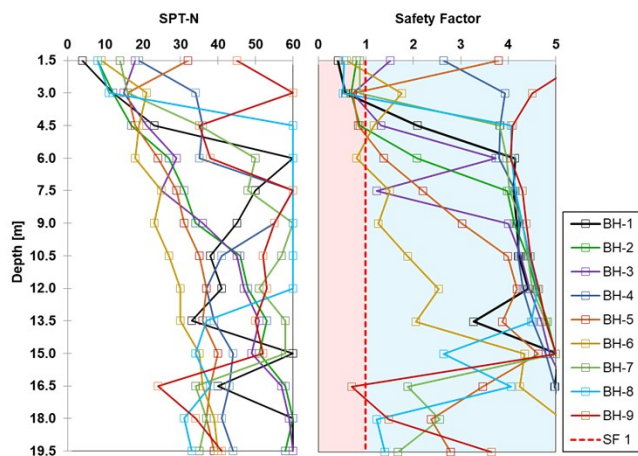 SPT-N Safety Factor
0 10 20 30 40 50 60 0 1 2 3 4 5
1.5
3.0
4.5
6.0
7.5
9.0
10.5
12.0
13.5
15.0
16.5
18.0
19.5
Depth [m]
BH-1
BH-2
BH-3
BH-4
BH-5
BH-6
BH-7
BH-8
BH-9
SF 1